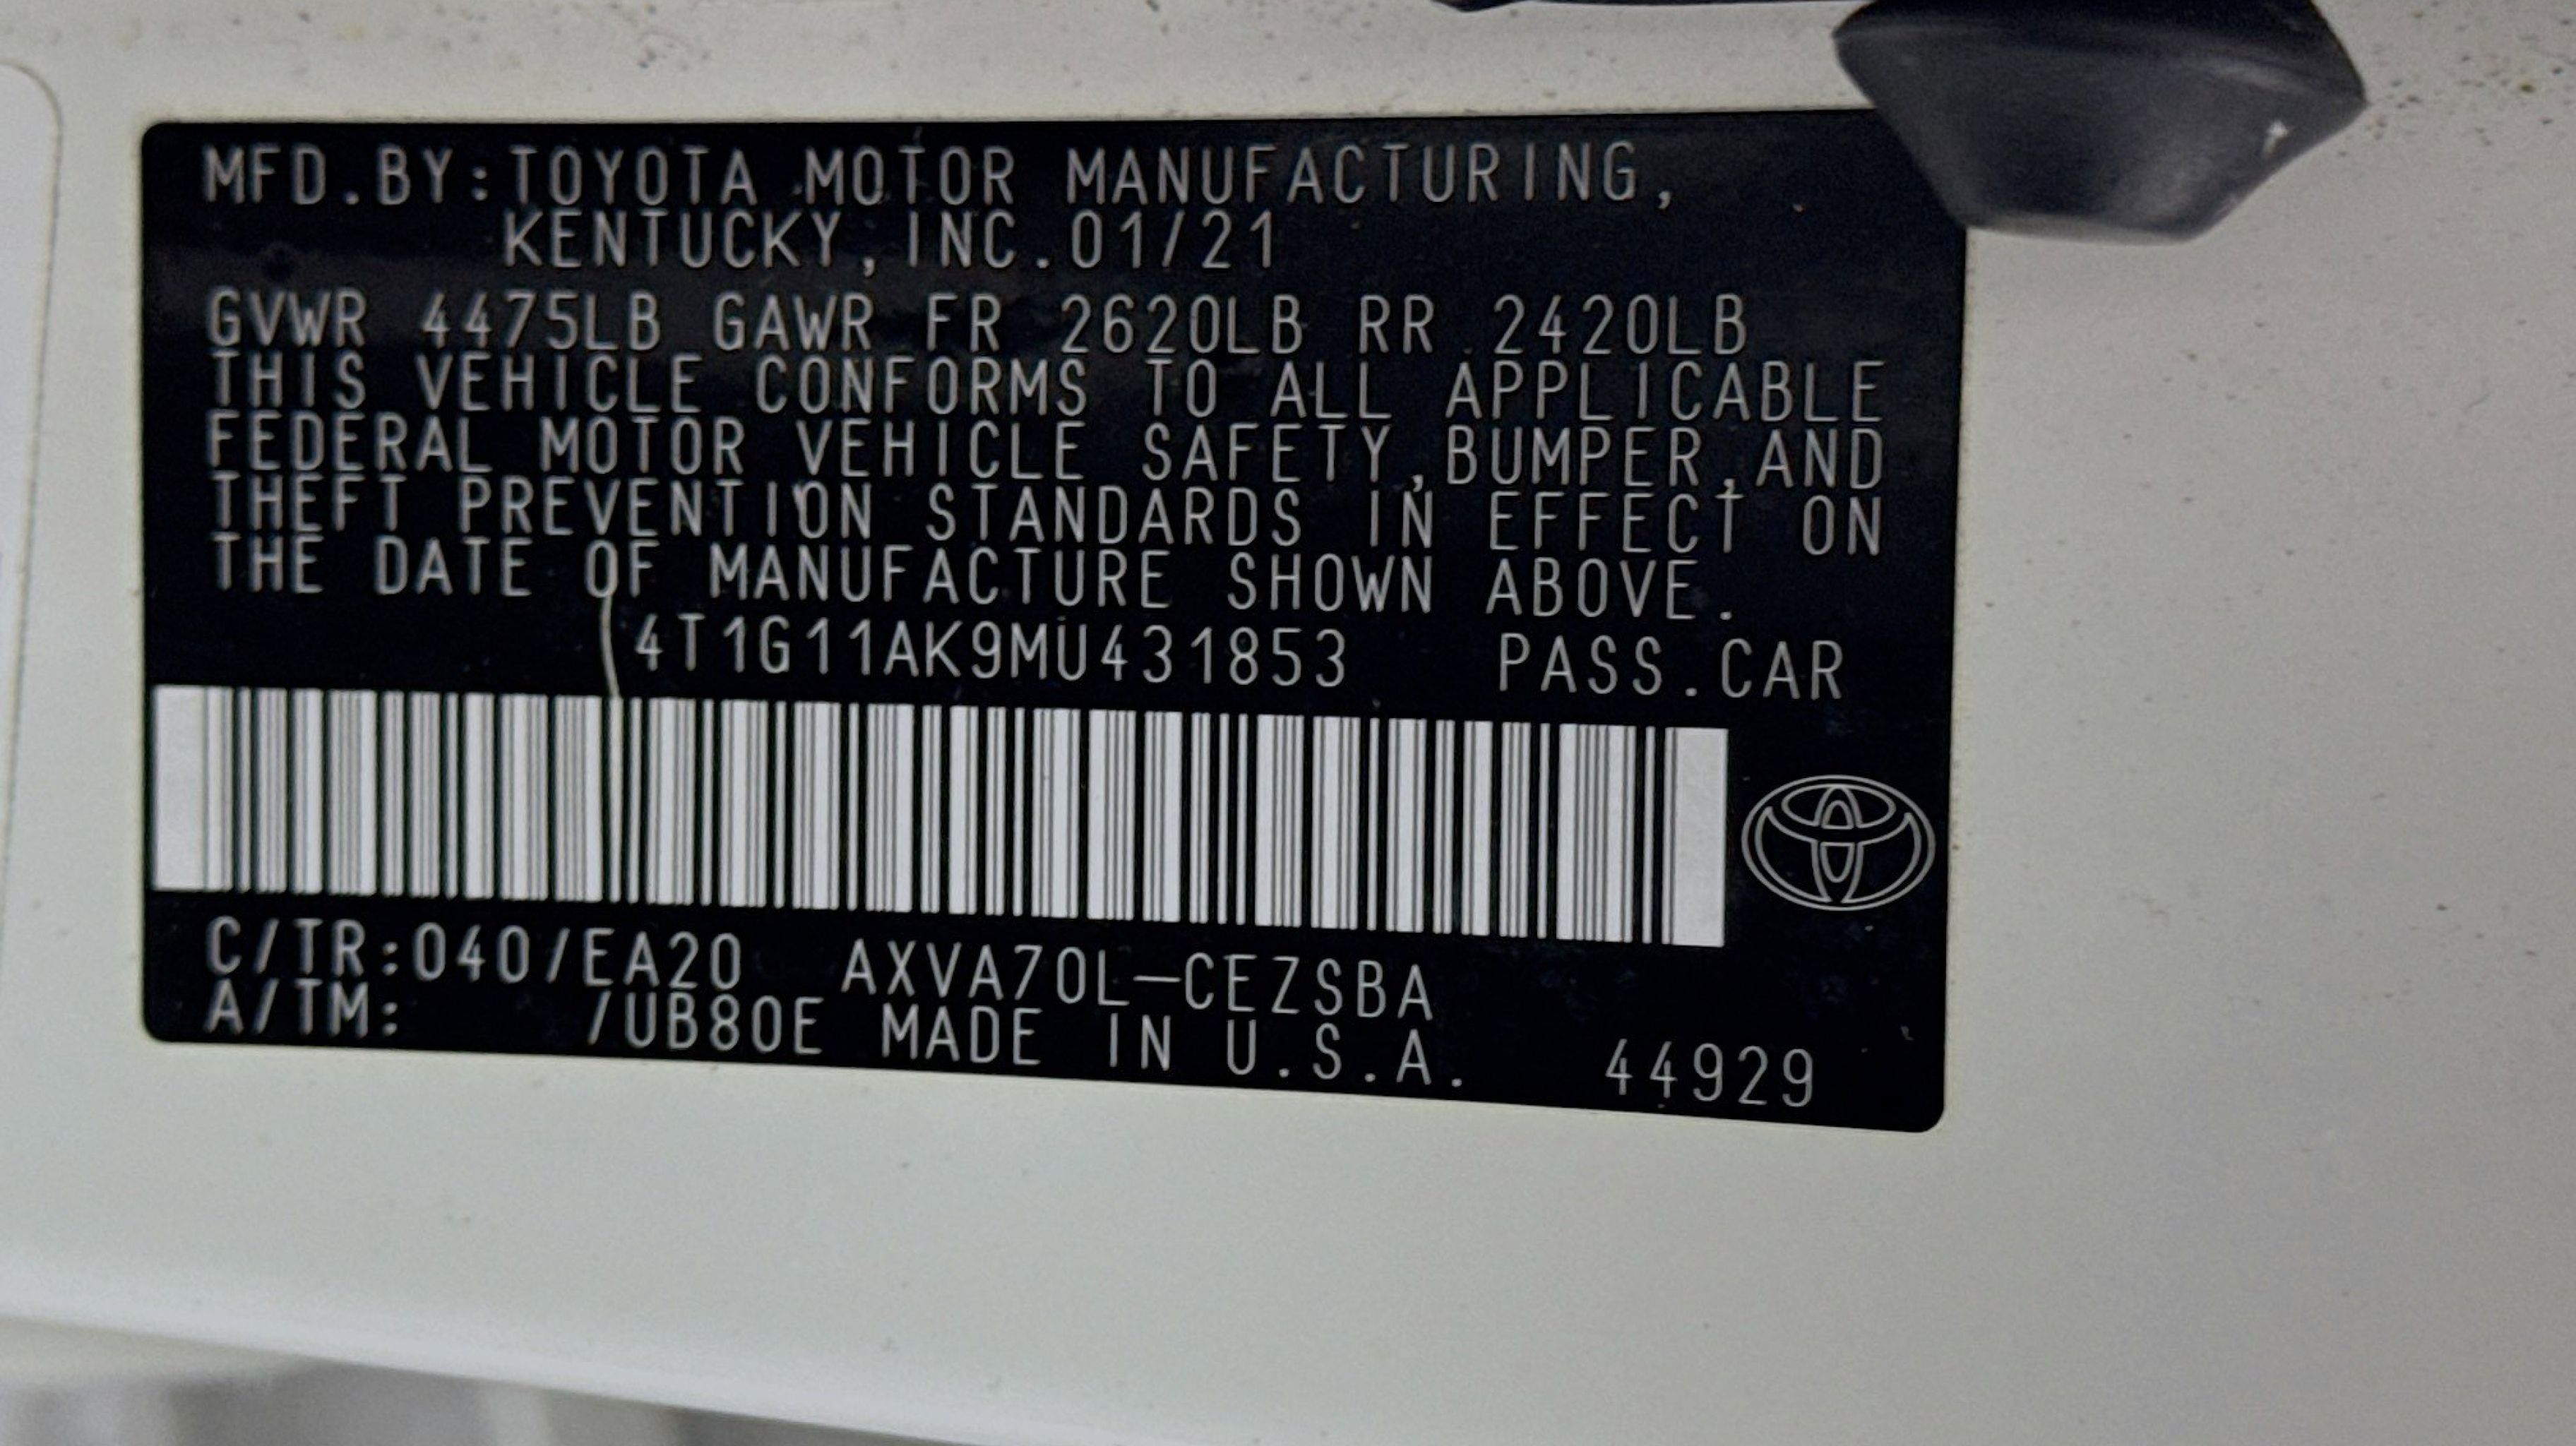 MFD.BY:TOYOTA MOTOR MANUFACTURING,
KENTUCKY, INC.01/21
GVWR 4475LB GAWR FR 2620LB RR 2420LB
THIS VEHICLE CONFORMS TO ALL APPLICABLE
FEDERAL MOTOR VEHICLE SAFETY,BUMPER,AND
THEFT PREVENTION STANDARDS IN EFFECT ON
THE DATE OF MANUFACTURE SHOWN ABOVE.
4T1G11AK9MU431853 PASS.CAR
C/TR:040/EA20 AXVA70L-CEZSBA
A/TM: /UB80E MADE IN U.S.A. 44929